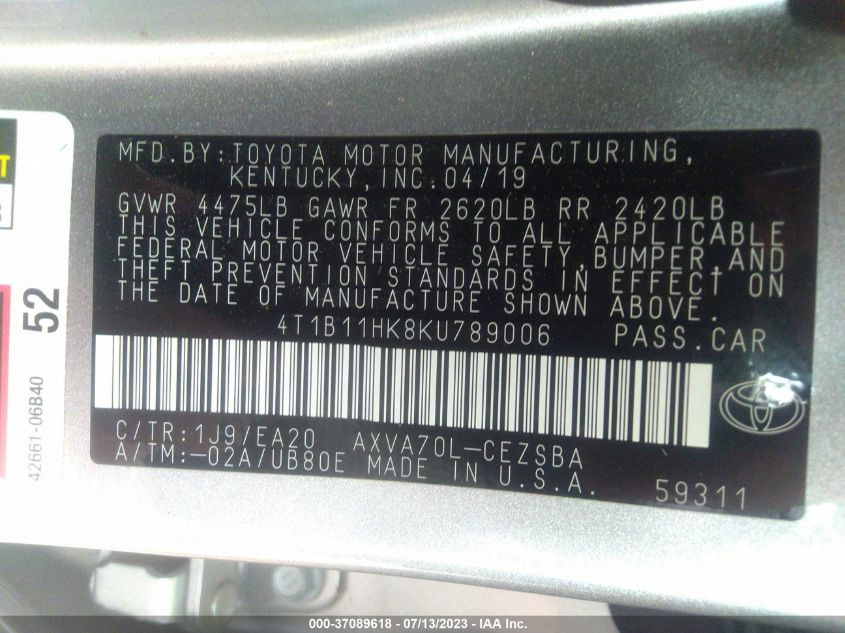 MFD.BY:TOYOTA MOTOR MANUFACTURING,
KENTUCKY,INC.04/19
GVWR 4475LB GAWR FR 2620LB RR 2420LB
THIS VEHICLE CONFORMS TO ALL APPLICABLE
FEDERAL MOTOR VEHICLE SAFETY,BUMPER,AND
THEFT PREVENTION STANDARDS IN EFFECT ON
THE DATE OF MANUFACTURE SHOWN ABOVE.
4T1B11HK8KU789006 PASS.CAR
C/TR:1J9/EA20 AXVA70L-CEZSBA
A/TM:-02A/UB80E MADE IN U.S.A.
59311
52
42661-06B40
000-37089618 - 07/13/2023 - IAA Inc.